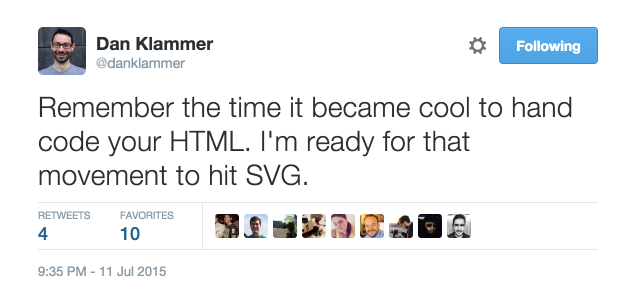 Dan Klammer
@danklammer
Following
Remember the time it became cool to hand
code your HTML. I'm ready for that
movement to hit SVG.
RETWEETS FAVORITES
4 10
9:35 PM - 11 Jul 2015